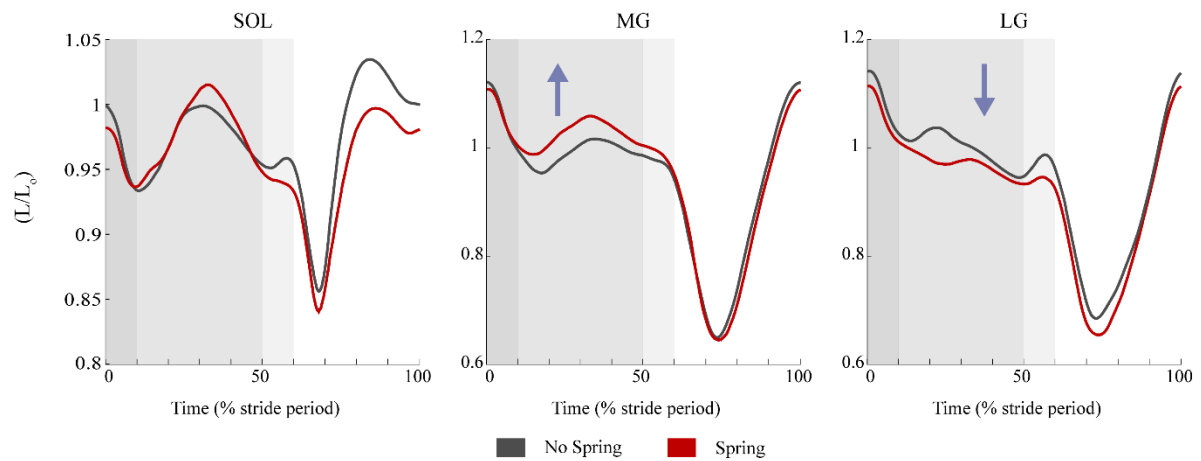 SOL
MG
LG
(L/Lo)
1.05
1
0.95
0.9
0.85
0.8
0
50
100
Time (% stride period)
1.2
1
0.8
0.6
0
50
100
Time (% stride period)
1.2
1
0.8
0.6
0
50
100
Time (% stride period)
No Spring
Spring